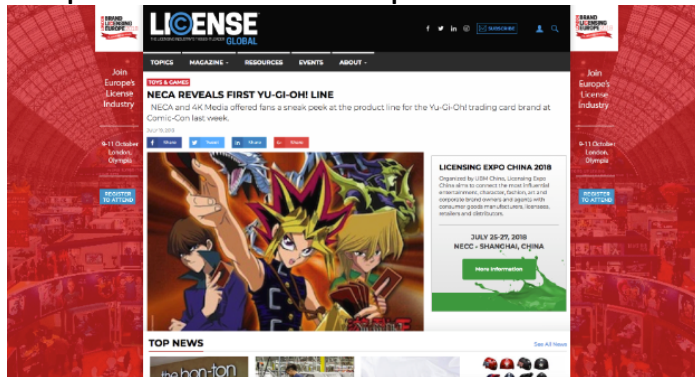 BRAND
LICENSING
EUROPE
Join
Europe's
License
Industry
9-11 October
London,
Olympia
REGISTER
TO ATTEND
LICENSE
GLOBAL
SUBSCRIBE
TOPICS MAGAZINE RESOURCES EVENTS ABOUT
TOYS & GAMES
NECA REVEALS FIRST YU-GI-OH! LINE
NECA and 4K Media offered fans a sneak peek at the product line for the Yu-Gi-Oh! trading card brand at
Comic-Con last week.
Share Tweet Share Share
LICENSING EXPO CHINA 2018
Organized by UBM China, Licensing Expo
China aims to connect the most influential
entertainment, character, fashion, art and
corporate brand owners and agents with
consumer goods manufacturers, licensees,
retailers and distributors.
JULY 25-27, 2018
NECC - SHANGHAI, CHINA
More Information
TOP NEWS
See All News
the bon-ton
BRAND
LICENSING
EUROPE
Join
Europe's
License
Industry
9-11 October
London,
Olympia
REGISTER
TO ATTEND